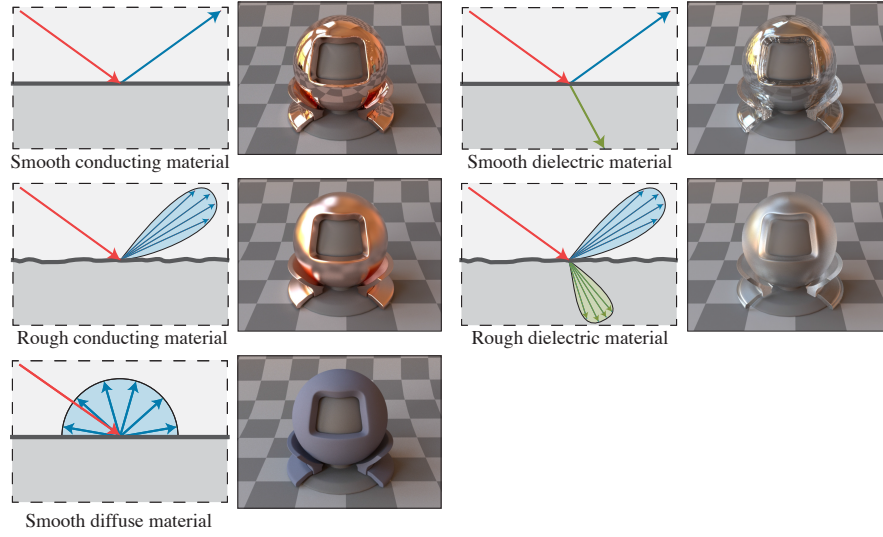 Smooth conducting material
Smooth dielectric material
Rough conducting material
Rough dielectric material
Smooth diffuse material